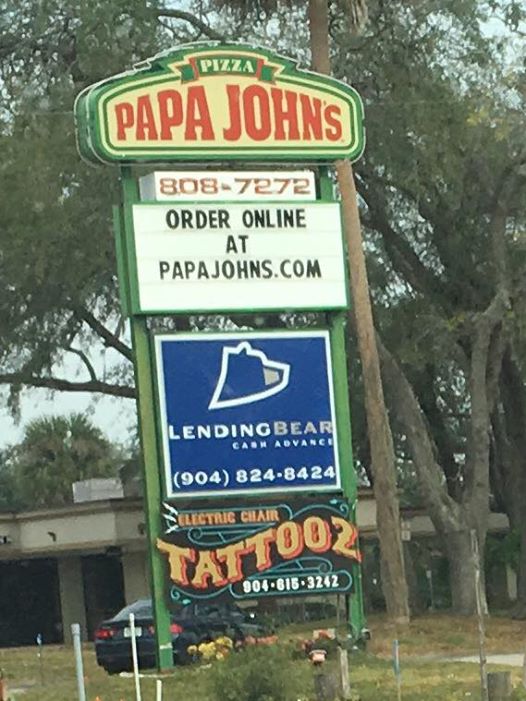 PIZZA
PAPA JOHN'S
808-7272
ORDER ONLINE
AT
PAPAJOHNS.COM
LENDINGBEAR
CASH ADVANCE
(904) 824-8424
ELECTRIC CHAIR
TATTOOZ
904-615-3242